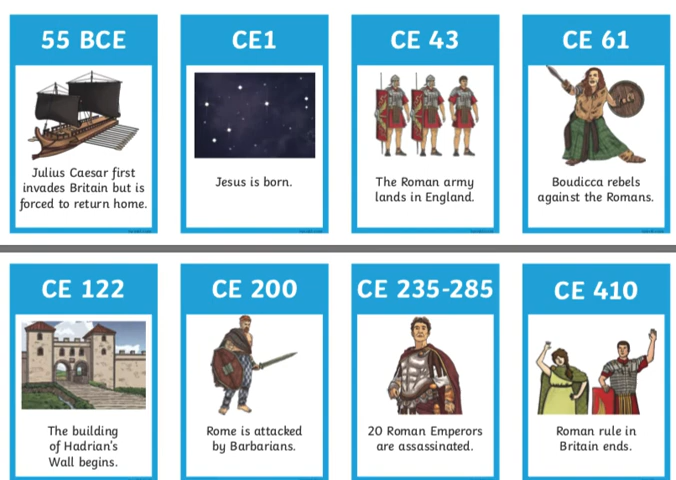 55 BCE
Julius Caesar first
invades Britain but is
forced to return home.
CE1
Jesus is born.
CE 43
The Roman army
lands in England.
CE 61
Boudicca rebels
against the Romans.
CE 122
The building
of Hadrian's
Wall begins.
CE 200
Rome is attacked
by Barbarians.
CE 235-285
20 Roman Emperors
are assassinated.
CE 410
Roman rule in
Britain ends.